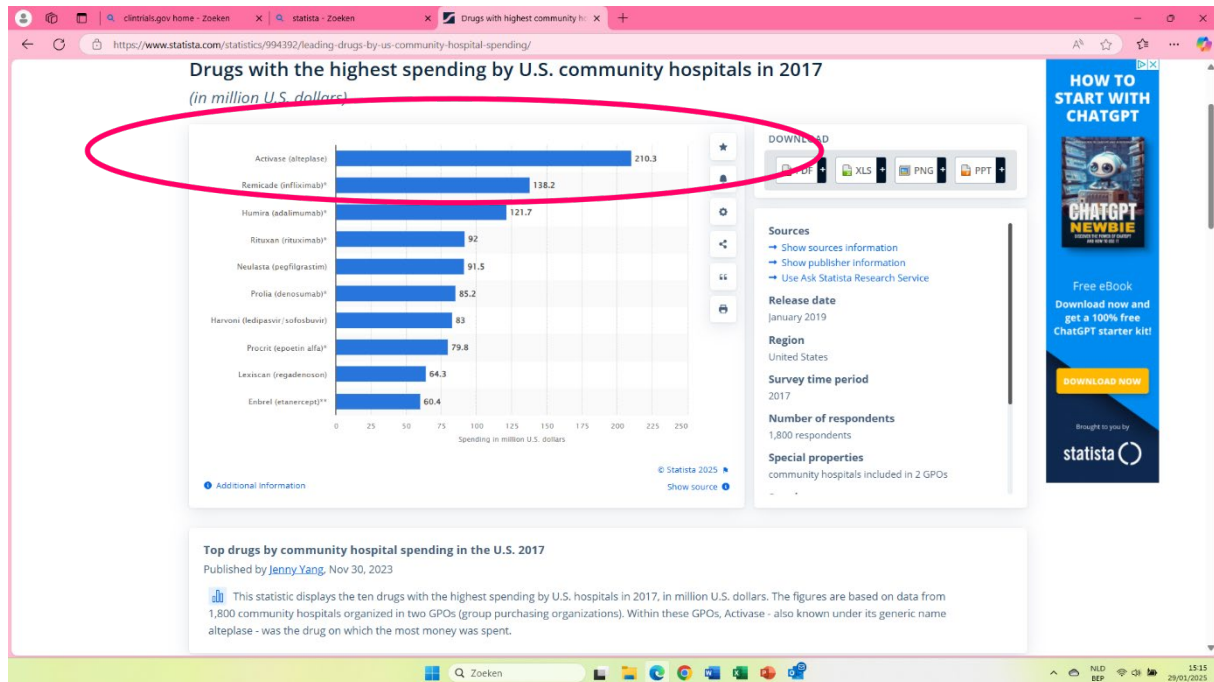 clintrials.gov home - Zoeken
statista - Zoeken
Drugs with highest community ho
https://www.statista.com/statistics/994392/leading-drugs-by-us-community-hospital-spending/
Drugs with the highest spending by U.S. community hospitals in 2017
(in million U.S. dollars)
Activase (alteplase)
210.3
Remicade (infliximab)*
138.2
Humira (adalimumab)*
121.7
Rituxan (rituximab)*
92
Neulasta (pegfilgrastim)
91.5
Prolia (denosumab)*
85.2
Harvoni (ledipasvir/sofosbuvir)
83
Procrit (epoetin alfa)*
79.8
Lexiscan (regadenoson)
64.3
Enbrel (etanercept)**
60.4
0 25 50 75 100 125 150 175 200 225 250
Spending in million U.S. dollars
© Statista 2025
Additional Information
Show source
DOWNLOAD
PDF + XLS + PNG + PPT +
Sources
→ Show sources information
→ Show publisher information
→ Use Ask Statista Research Service
Release date
January 2019
Region
United States
Survey time period
2017
Number of respondents
1,800 respondents
Special properties
community hospitals included in 2 GPOs
HOW TO
START WITH
CHATGPT
CHATGPT
NEWBIE
Free eBook
Download now and
get a 100% free
ChatGPT starter kit!
DOWNLOAD NOW
Brought to you by
statista
Top drugs by community hospital spending in the U.S. 2017
Published by Jenny Yang, Nov 30, 2023
This statistic displays the ten drugs with the highest spending by U.S. hospitals in 2017, in million U.S. dollars. The figures are based on data from
1,800 community hospitals organized in two GPOs (group purchasing organizations). Within these GPOs, Activase - also known under its generic name
alteplase - was the drug on which the most money was spent.
Zoeken
NLD
BEP
15:15
29/01/2025